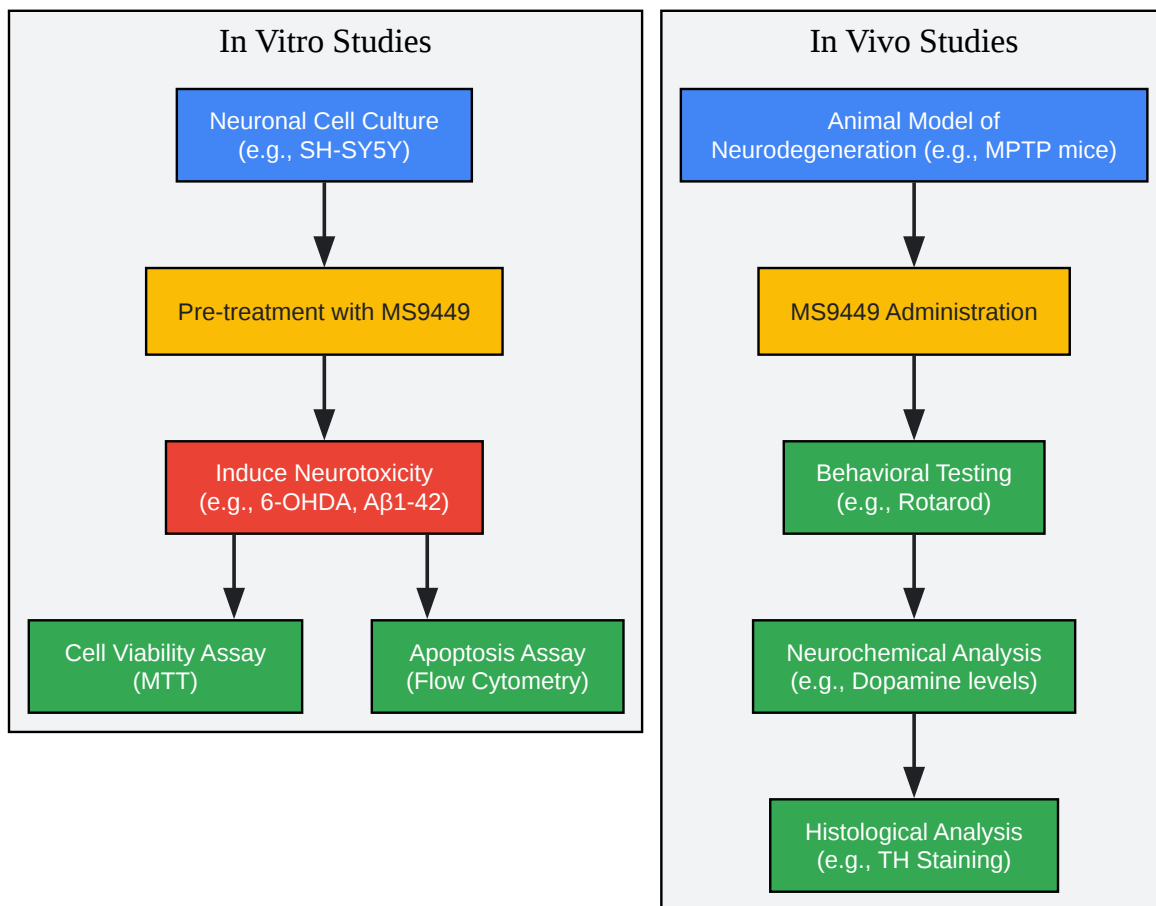 In Vitro Studies
Neuronal Cell Culture
(e.g., SH-SY5Y)
Pre-treatment with MS9449
Induce Neurotoxicity
(e.g., 6-OHDA, Aβ1-42)
Cell Viability Assay
(MTT)
Apoptosis Assay
(Flow Cytometry)
In Vivo Studies
Animal Model of
Neurodegeneration (e.g., MPTP mice)
MS9449 Administration
Behavioral Testing
(e.g., Rotarod)
Neurochemical Analysis
(e.g., Dopamine levels)
Histological Analysis
(e.g., TH Staining)